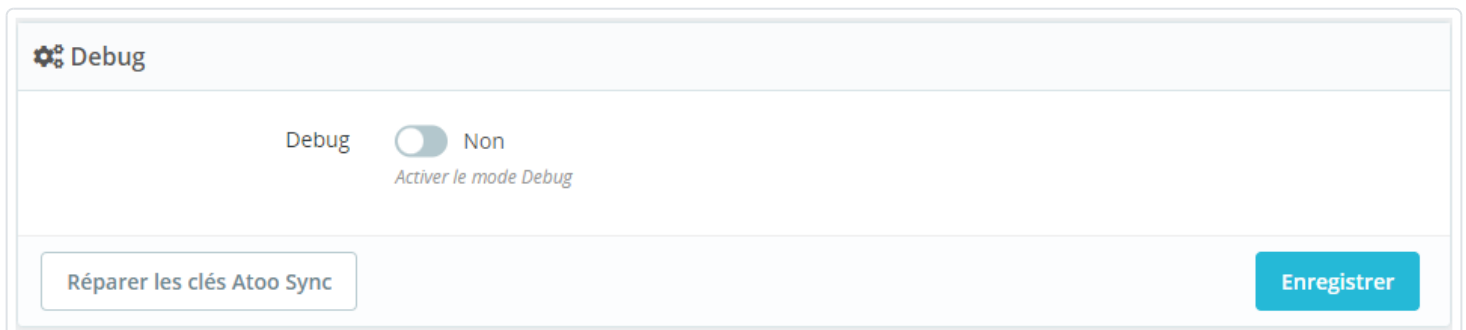 Debug
Debug Non
Activer le mode Debug
Réparer les clés Atoo Sync Enregistrer